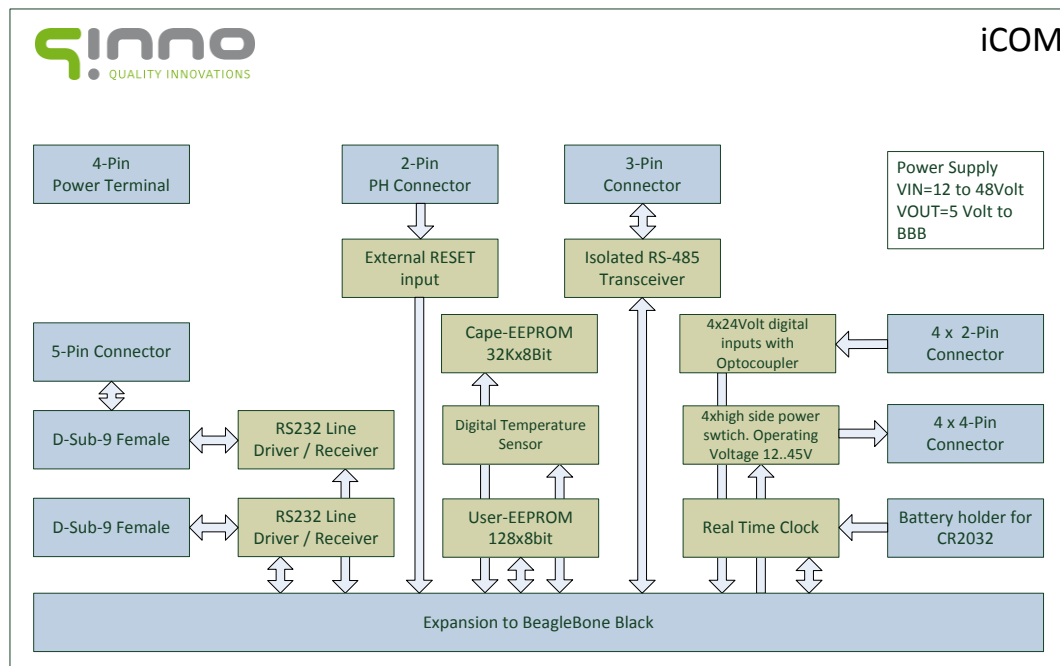 qinno
QUALITY INNOVATIONS
iCOM
4-Pin
Power Terminal
2-Pin
PH Connector
3-Pin
Connector
Power Supply
VIN=12 to 48Volt
VOUT=5 Volt to
BBB
External RESET
input
Isolated RS-485
Transceiver
5-Pin Connector
Cape-EEPROM
32Kx8Bit
4x24Volt digital
inputs with
Optocoupler
4 x 2-Pin
Connector
D-Sub-9 Female
RS232 Line
Driver / Receiver
Digital Temperature
Sensor
4xhigh side power
swtich. Operating
Voltage 12..45V
4 x 4-Pin
Connector
D-Sub-9 Female
RS232 Line
Driver / Receiver
User-EEPROM
128x8bit
Real Time Clock
Battery holder for
CR2032
Expansion to BeagleBone Black